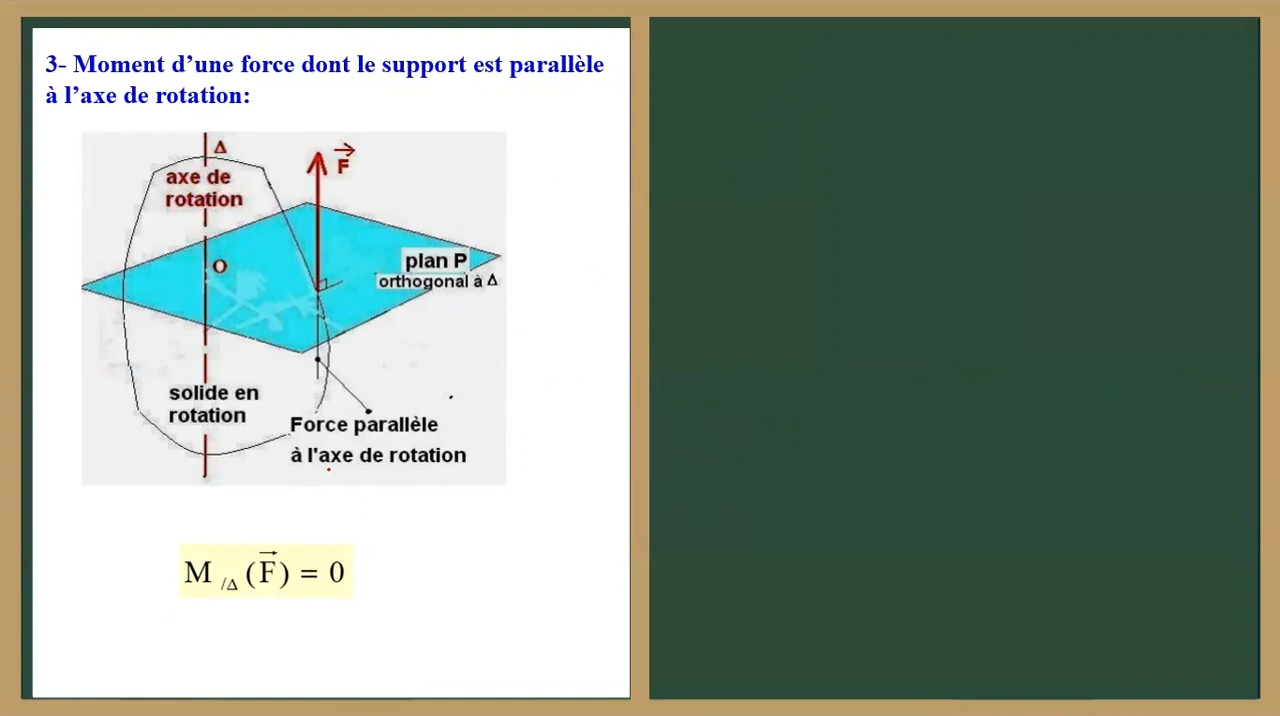 3- Moment d’une force dont le support est parallèle
à l’axe de rotation:
Δ
axe de
rotation
F
O
plan P
orthogonal à Δ
solide en
rotation
Force parallèle
à l'axe de rotation
M /Δ (F) = 0